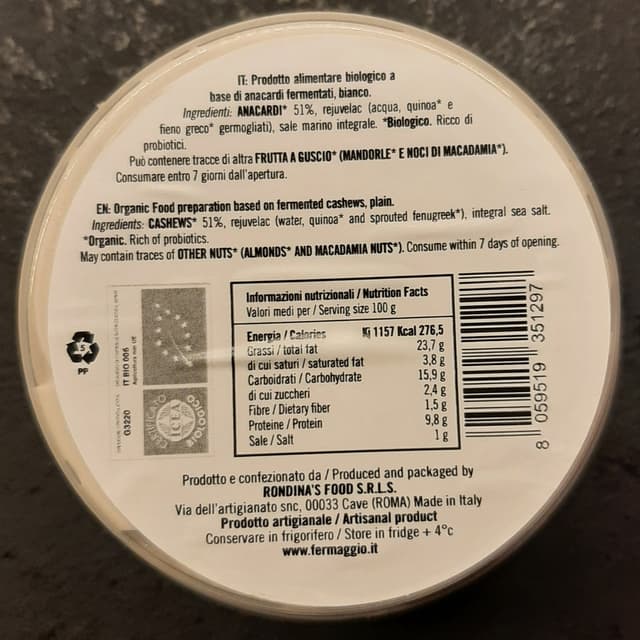 IT: Prodotto alimentare biologico a
base di anacardi fermentati, bianco.
Ingredienti: ANACARDI* 51%, rejuvelac (acqua, quinoa* e
fieno greco* germogliati), sale marino integrale. *Biologico. Ricco di
probiotici.
Può contenere tracce di altra FRUTTA A GUSCIO* (MANDORLE* E NOCI DI MACADAMIA*).
Consumare entro 7 giorni dall'apertura.
EN: Organic Food preparation based on fermented cashews, plain.
Ingredients: CASHEWS* 51%, rejuvelac (water, quinoa* and sprouted fenugreek*), integral sea salt.
*Organic. Rich of probiotics.
May contain traces of OTHER NUTS* (ALMONDS* AND MACADAMIA NUTS*). Consume within 7 days of opening.
5
PP
IT BIO 006
Agricoltura non UE
G3220
ICEA
Informazioni nutrizionali / Nutrition Facts
Valori medi per / Serving size 100 g
Energia / Calories Kj 1157 Kcal 276,5
Grassi / total fat 23,7 g
di cui saturi / saturated fat 3,8 g
Carboidrati / Carbohydrate 15,9 g
di cui zuccheri 2,4 g
Fibre / Dietary fiber 1,5 g
Proteine / Protein 9,8 g
Sale / Salt 1 g
8 059519 351297
Prodotto e confezionato da / Produced and packaged by
RONDINA'S FOOD S.R.L.S.
Via dell'artigianato snc, 00033 Cave (ROMA) Made in Italy
Prodotto artigianale / Artisanal product
Conservare in frigorifero / Store in fridge + 4°c
www.fermaggio.it